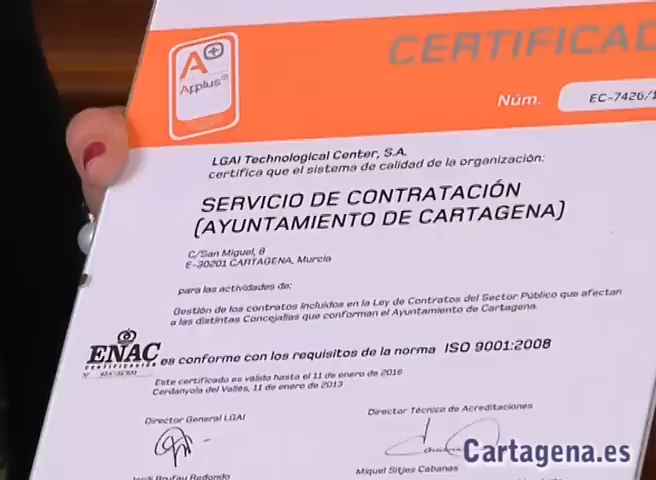 CERTIFICAD
A+
Applus⊕
Núm. EC-7426/1
LGAI Technological Center, S.A.
certifica que el sistema de calidad de la organización:
SERVICIO DE CONTRATACIÓN
(AYUNTAMIENTO DE CARTAGENA)
C/San Miguel, 8
E-30201 CARTAGENA, Murcia
para las actividades de:
Gestión de los contratos incluidos en la Ley de Contratos del Sector Público que afectan
a las distintas Concejalías que conforman el Ayuntamiento de Cartagena.
ENAC
CERTIFICACIÓN
es conforme con los requisitos de la norma ISO 9001:2008
Este certificado es válido hasta el 11 de enero de 2016
Cerdanyola del Vallès, 11 de enero de 2013
Director General LGAI
Director Técnico de Acreditaciones
Jordi Brufau Redondo
Miquel Sitjes Cabanas
Cartagena.es